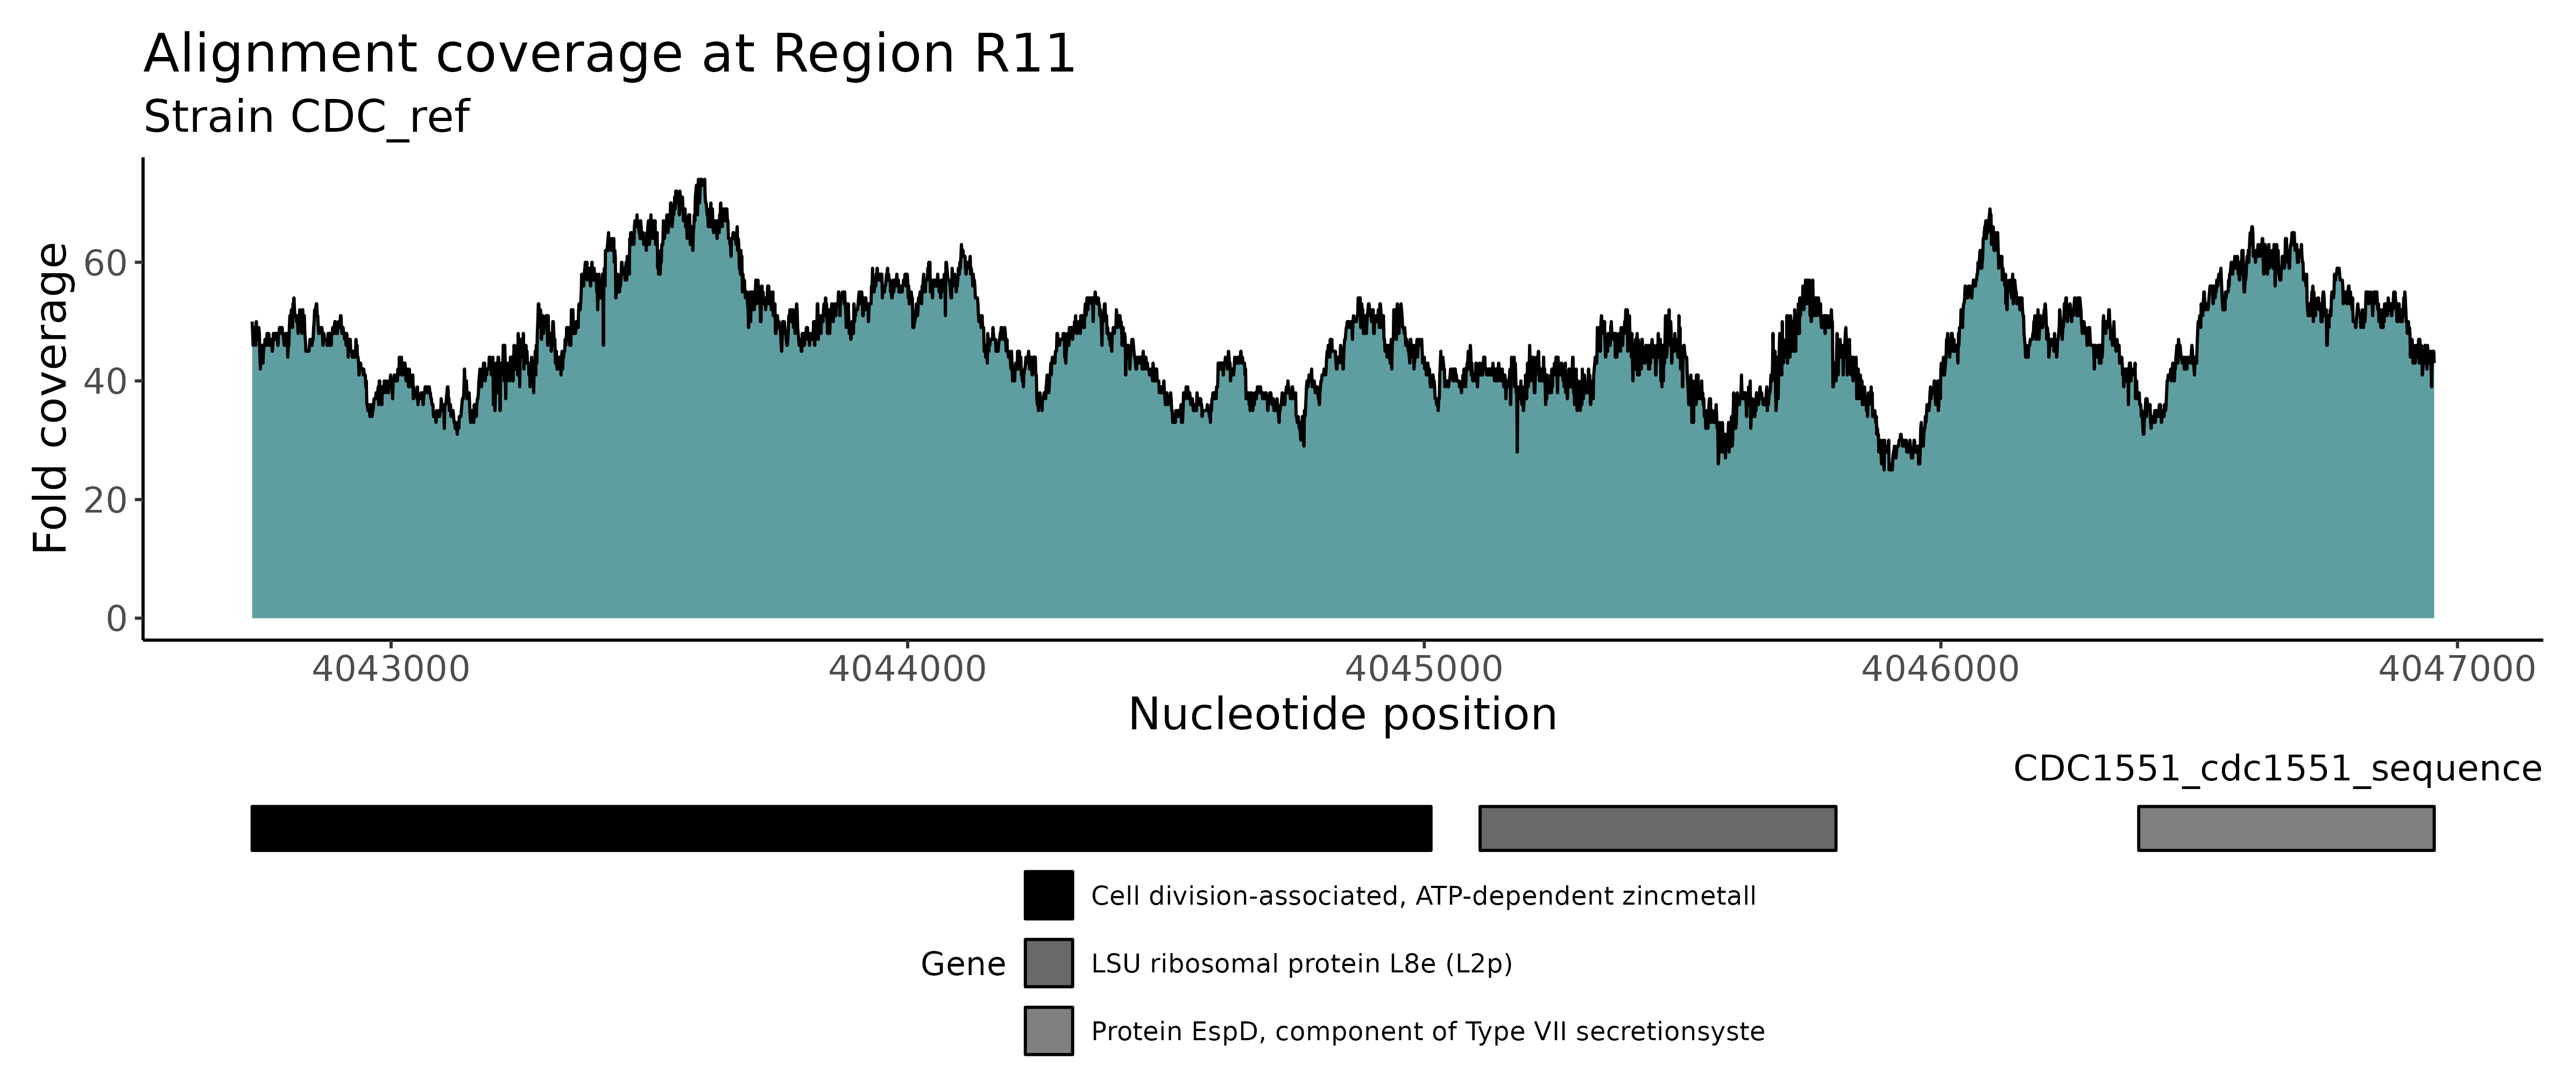 Alignment coverage at Region R11
Strain CDC_ref
Fold coverage
60
40
20
0
4043000 4044000 4045000 4046000 4047000
Nucleotide position
CDC1551_cdc1551_sequence
Gene
Cell division-associated, ATP-dependent zincmetall
LSU ribosomal protein L8e (L2p)
Protein EspD, component of Type VII secretionsyste